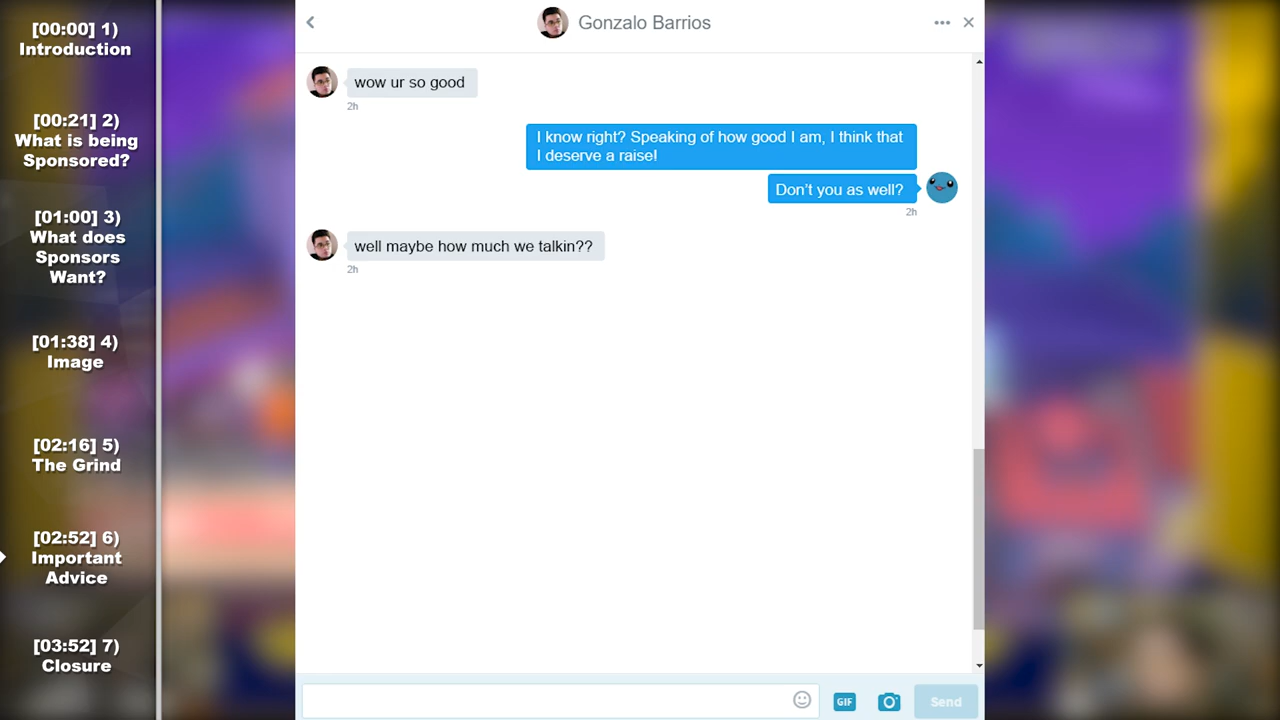 [00:00] 1)
Introduction
[00:21] 2)
What is being
Sponsored?
[01:00] 3)
What does
Sponsors
Want?
[01:38] 4)
Image
[02:16] 5)
The Grind
[02:52] 6)
Important
Advice
[03:52] 7)
Closure
Gonzalo Barrios
wow ur so good
2h
I know right? Speaking of how good I am, I think that
I deserve a raise!
Don't you as well?
2h
well maybe how much we talkin??
2h
GIF
Send